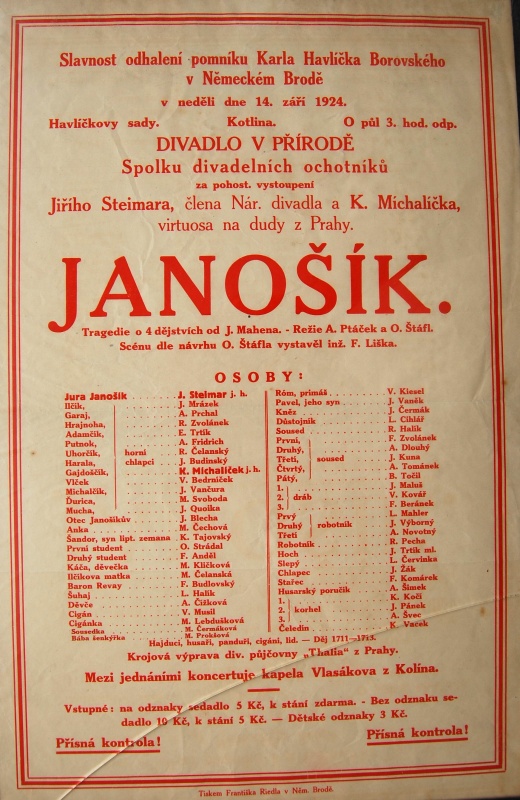 Slavnost odhalení pomníku Karla Havlíčka Borovského
v Německém Brodě
v neděli dne 14. září 1924.
Havlíčkovy sady. Kotlina. O půl 3. hod. odp.
DIVADLO V PŘÍRODĚ
Spolku divadelních ochotníků
za pohost. vystoupení
Jiřího Steimara, člena Nár. divadla a K. Michalíčka,
virtuosa na dudy z Prahy.
JANOŠÍK.
Tragedie o 4 dějstvích od J. Mahena. - Režie A. Ptáček a O. Štáfl.
Scénu dle návrhu O. Štáfla vystavěl inž. F. Liška.
OSOBY:
Jura Janošík . . . J. Steimar j. h.
Ilčík, J. Mrázek
Garaj, A. Prchal
Hrajnoha, R. Zvolánek
Adamčík, E. Trtík
Putnok, A. Fridrich
Uhorčík, horní R. Čelanský
Harala, chlapci J. Budínský
Gajdoščík, K. Michalíček j. h.
Vlček V. Bedrníček
Michalčík, J. Vančura
Ďurica, M. Svoboda
Mucha, J. Quoika
Otec Janošíkův . . J. Blecha
Anka . . . M. Čechová
Šandor, syn lipt. zemana . K. Tajovský
První student . . O. Strádal
Druhý student . . F. Anděl
Káča, děvečka . . M. Kličková
Ilčíkova matka . . M. Čelanská
Baron Revay . . F. Budlovský
Šuhaj . . . L. Halík
Děvče . . . A. Čížková
Cigán . . . V. Musil
Cigánka . . . M. Lebdušková
Sousedka . . . M. Čermáková
Bába šenkýřka . . M. Prokšová
Róm, primáš . . . V. Kiesel
Pavel, jeho syn . . J. Vaněk
Kněz . . . J. Čermák
Důstojník . . . L. Cihlář
Soused . . . R. Halík
První, F. Zvolánek
Druhý, A. Dlouhý
Třetí, soused J. Kuna
Čtvrtý, A. Tománek
Pátý, B. Točil
1. J. Maluš
2. dráb V. Kovář
3. F. Beránek
Prvý L. Mahler
Druhý robotník J. Výborný
Třetí A. Novotný
Robotník . . . R. Pecha
Hoch . . . J. Trtík ml.
Slepý . . . L. Červinka
Chlapec . . . J. Žák
Stařec . . . F. Komárek
Husarský poručík . . A. Šimek
1. K. Koči
2. korhel J. Pánek
3. A. Švec
Čeledín . . . K. Vacek
Hajduci, husaři, panduři, cigáni, lid. — Děj 1711—1713.
Krojová výprava div. půjčovny „Thalia" z Prahy.
Mezi jednáními koncertuje kapela Vlasákova z Kolína.
Vstupné: na odznaky sedadlo 5 Kč, k stání zdarma. - Bez odznaku se-
dadlo 10 Kč, k stání 5 Kč. — Dětské odznaky 3 Kč.
Přísná kontrola! Přísná kontrola!
Tiskem Františka Riedla v Něm. Brodě.